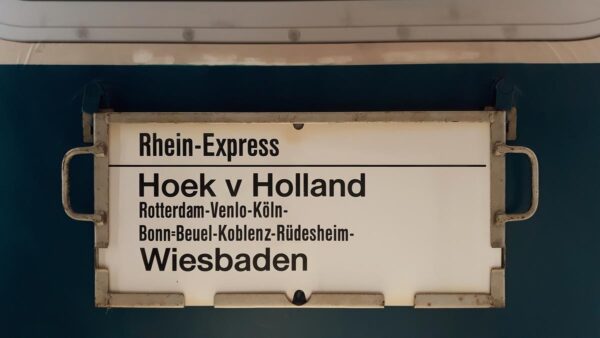 Rhein-Express
Hoek v Holland
Rotterdam-Venlo-Köln-
Bonn=Beuel-Koblenz-Rüdesheim-
Wiesbaden